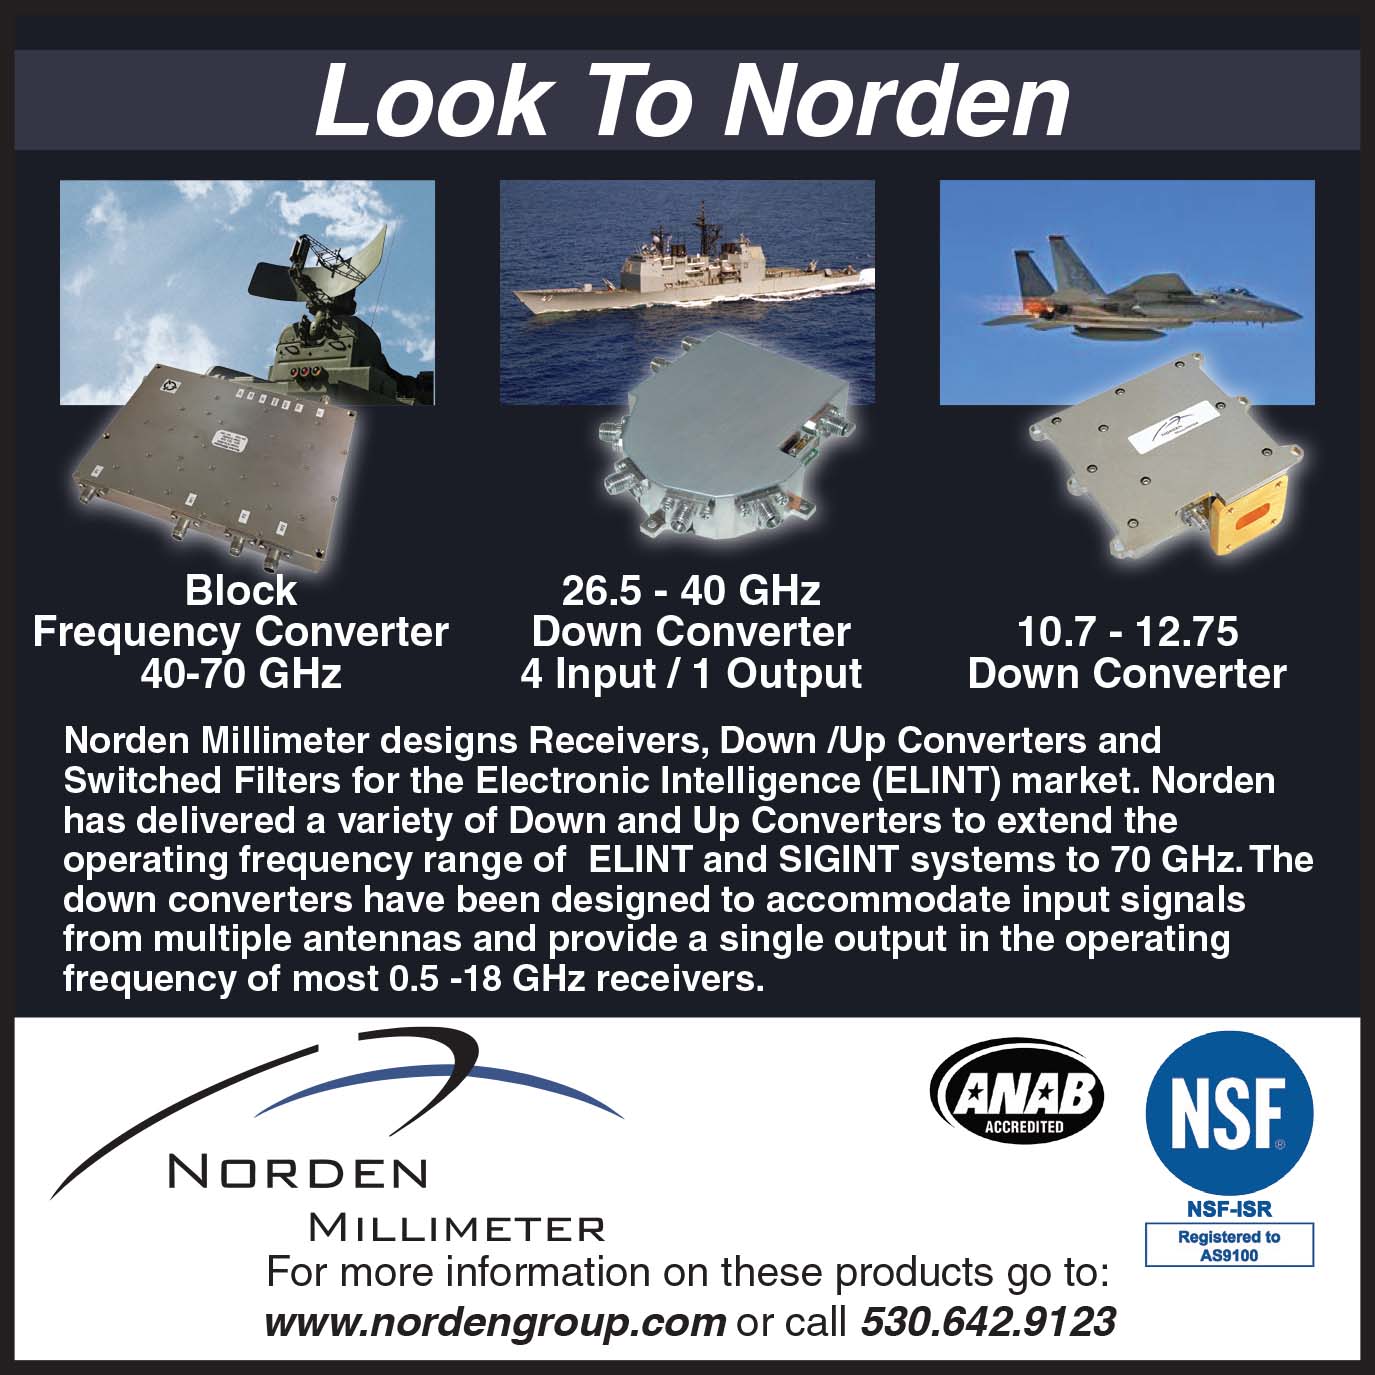 Look To Norden
Block
Frequency Converter
40-70 GHz
26.5 - 40 GHz
Down Converter
4 Input / 1 Output
10.7 - 12.75
Down Converter
Norden Millimeter designs Receivers, Down /Up Converters and
Switched Filters for the Electronic Intelligence (ELINT) market. Norden
has delivered a variety of Down and Up Converters to extend the
operating frequency range of  ELINT and SIGINT systems to 70 GHz. The
down converters have been designed to accommodate input signals
from multiple antennas and provide a single output in the operating
frequency of most 0.5 -18 GHz receivers.
NORDEN
MILLIMETER
ANAB
ACCREDITED
NSF®
NSF-ISR
Registered to
AS9100
For more information on these products go to:
www.nordengroup.com or call 530.642.9123